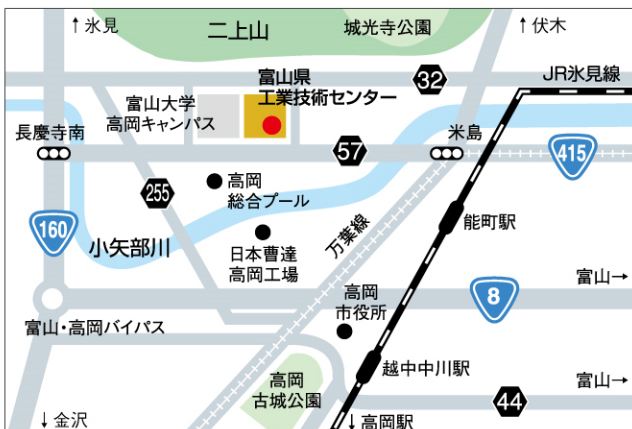 ↑氷見
二上山
城光寺公園
↑伏木
富山県
工業技術センター
32
JR氷見線
富山大学
高岡キャンパス
長慶寺南
57
米島
415
255
高岡
総合プール
160
小矢部川
日本曹達
高岡工場
万葉線
能町駅
高岡
市役所
8
富山→
富山・高岡バイパス
高岡
古城公園
越中中川駅
富山→
44
↓金沢
↓高岡駅